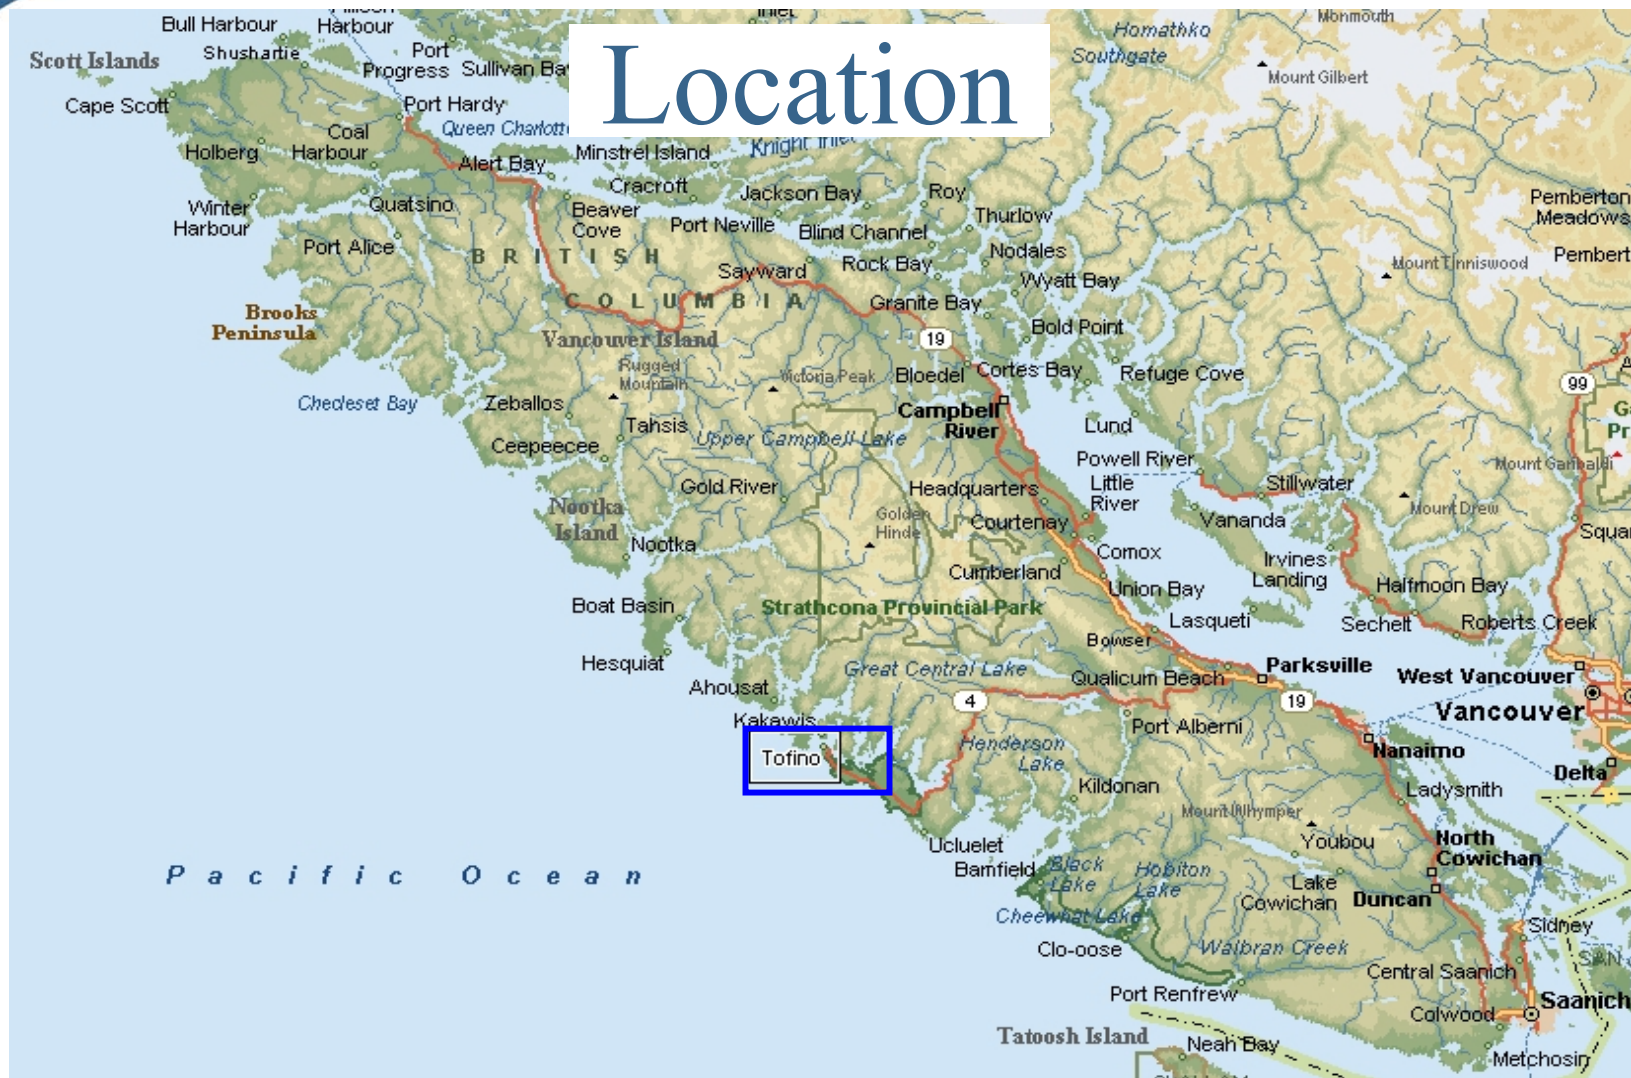 Location
Bull Harbour
Harbour
Inlet
Homathko
Monmouth
Scott Islands
Shushartie
Port
Progress
Sullivan Bay
Southgate
Mount Gilbert
Cape Scott
Port Hardy
Queen Charlotte
Coal
Harbour
Holberg
Alert Bay
Minstrel Island
Knight Inlet
Cracroft
Jackson Bay
Roy
Pemberton
Meadows
Winter
Harbour
Quatsino
Beaver
Cove
Port Neville
Blind Channel
Thurlow
Port Alice
BRITISH
COLUMBIA
Sayward
Rock Bay
Nodales
Wyatt Bay
Mount Tinniswood
Pembert
Brooks
Peninsula
Granite Bay
Bold Point
Vancouver Island
19
Rugged
Mountain
Victoria Peak
Bloedel
Cortes Bay
Refuge Cove
99
Checleset Bay
Zeballos
Campbell
River
Lund
Tahsis
Upper Campbell Lake
Ceepeecee
Powell River
Mount Garibaldi
Gold River
Headquarters
Little
River
Stillwater
Nootka
Island
Golden
Hinde
Courtenay
Vananda
Mount Drew
Squa
Nootka
Comox
Irvines
Landing
Cumberland
Union Bay
Halfmoon Bay
Boat Basin
Strathcona Provincial Park
Lasqueti
Sechelt
Roberts Creek
Bowser
Hesquiat
Great Central Lake
Qualicum Beach
Parksville
West Vancouver
Ahousat
4
19
Vancouver
Kakawis
Port Alberni
Tofino
Henderson
Lake
Nanaimo
Delta
Kildonan
Ladysmith
Mount Whymper
Ucluelet
Youbou
North
Cowichan
Bamfield
Black
Lake
Hobiton
Lake
Pacific Ocean
Lake
Cowichan
Duncan
Cheewhat Lake
Sidney
Clo-oose
Walbran Creek
SAN
Central Saanich
Port Renfrew
Saanich
Colwood
Tatoosh Island
Neah Bay
Metchosin